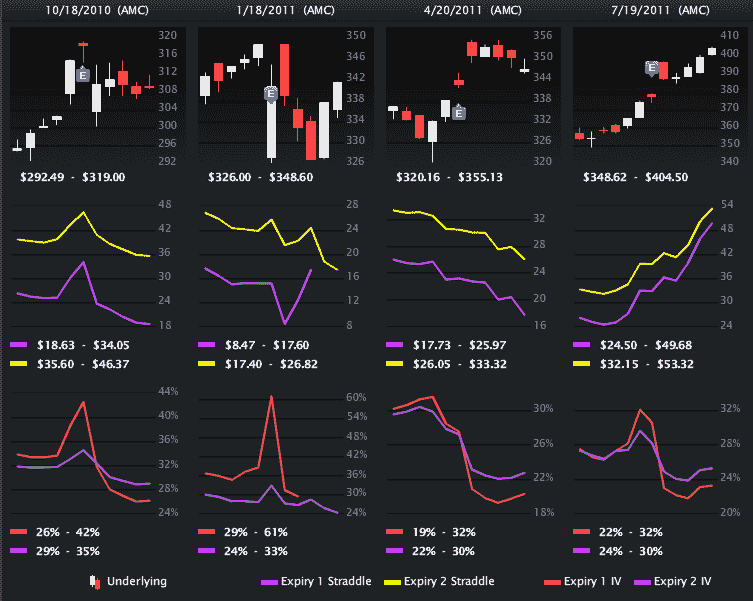 10/18/2010 (AMC) 1/18/2011 (AMC) 4/20/2011 (AMC) 7/19/2011 (AMC)
320 350 356 410
316 346 350 400
312 342 344 390
308 338 338 380
304 334 332 370
300 330 326 360
296 326 320 350
292 340
E E E E
$292.49 - $319.00 $326.00 - $348.60 $320.16 - $355.13 $348.62 - $404.50
48 28 32 54
42 24 28 48
36 20 24 42
30 16 20 36
24 12 16 30
18 8 24
$18.63 - $34.05 $8.47 - $17.60 $17.73 - $25.97 $24.50 - $49.68
$35.60 - $46.37 $17.40 - $26.82 $26.05 - $33.32 $32.15 - $53.32
44% 60% 30% 32%
40% 54% 26% 28%
36% 48% 22% 24%
32% 42% 18% 20%
28% 36%
24% 30%
24%
26% - 42% 29% - 61% 19% - 32% 22% - 32%
29% - 35% 24% - 33% 22% - 30% 24% - 30%
Underlying Expiry 1 Straddle Expiry 2 Straddle Expiry 1 IV Expiry 2 IV